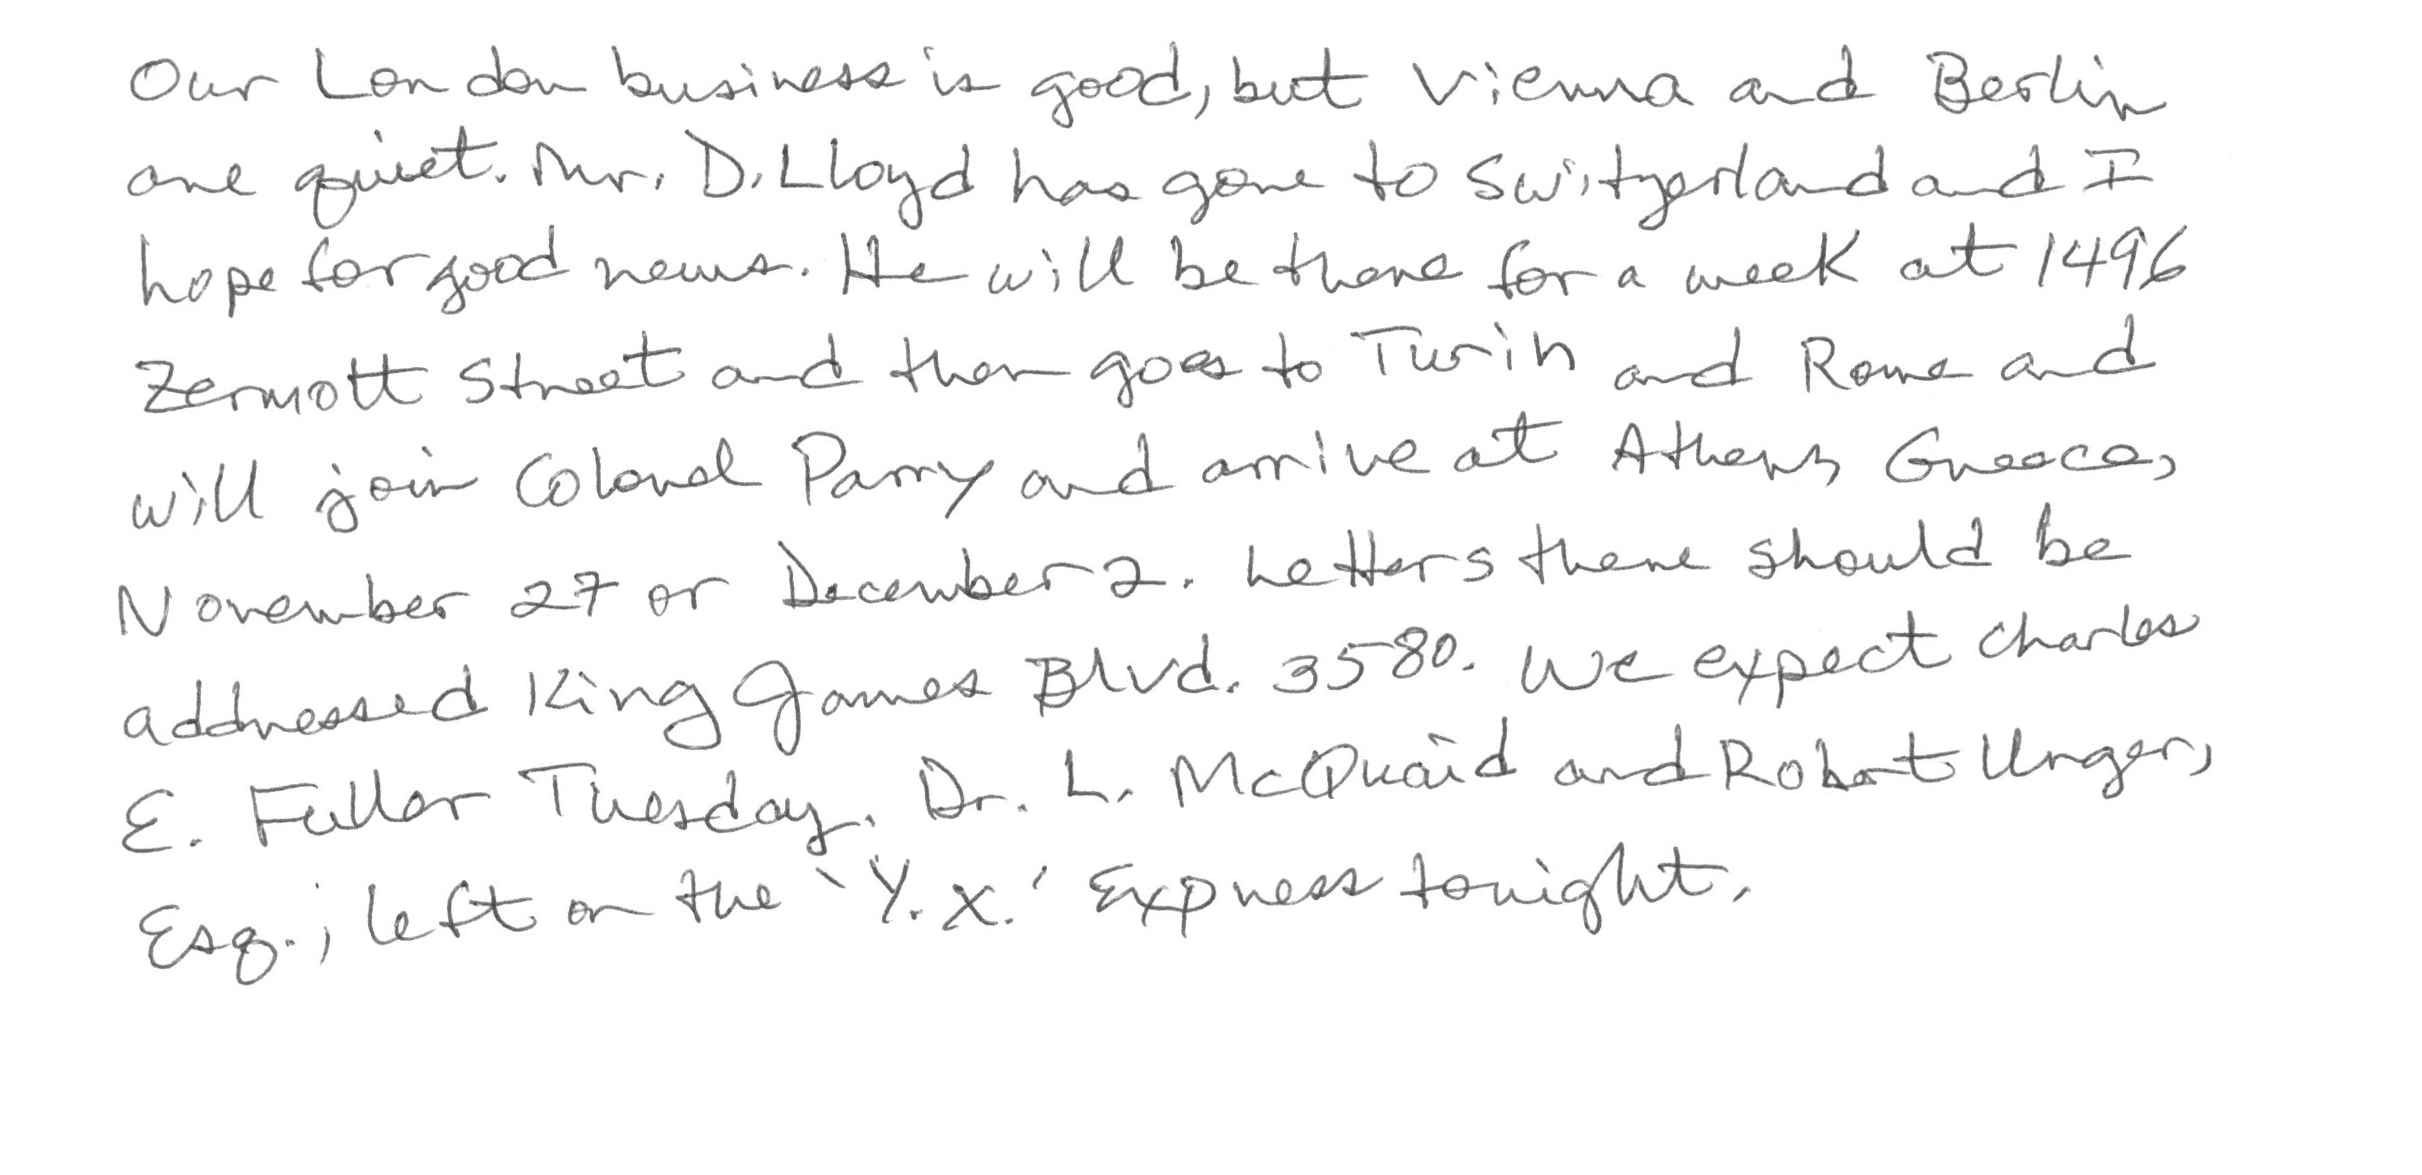 Our London business is good, but Vienna and Berlin
are quiet. Mr. D. Lloyd has gone to Switzerland and I
hope for good news. He will be there for a week at 1496
Zermott Street and then goes to Turin and Rome and
will join Colonel Parry and arrive at Athens, Greece,
November 27 or December 2. Letters there should be
addressed King James Blvd. 3580. We expect Charles
E. Fuller Tuesday. Dr. L. McQuaid and Robert Unger,
Esq., left on the 'Y.X.' Express tonight.